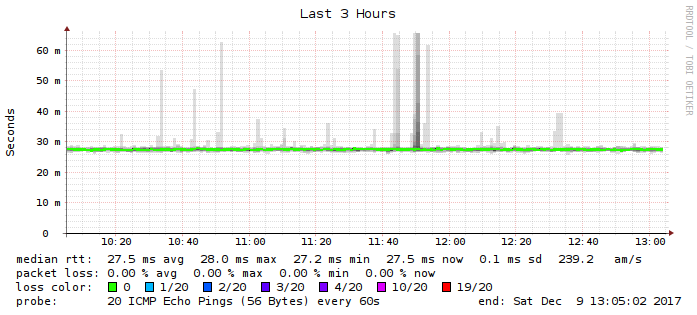 Last 3 Hours
RRDTOOL / TOBI OETIKER
Seconds
60 m
50 m
40 m
30 m
20 m
10 m
0
10:20 10:40 11:00 11:20 11:40 12:00 12:20 12:40 13:00
median rtt: 27.5 ms avg 28.0 ms max 27.2 ms min 27.5 ms now 0.1 ms sd 239.2 am/s
packet loss: 0.00 % avg 0.00 % max 0.00 % min 0.00 % now
loss color: 0 1/20 2/20 3/20 4/20 10/20 19/20
probe: 20 ICMP Echo Pings (56 Bytes) every 60s end: Sat Dec 9 13:05:02 2017